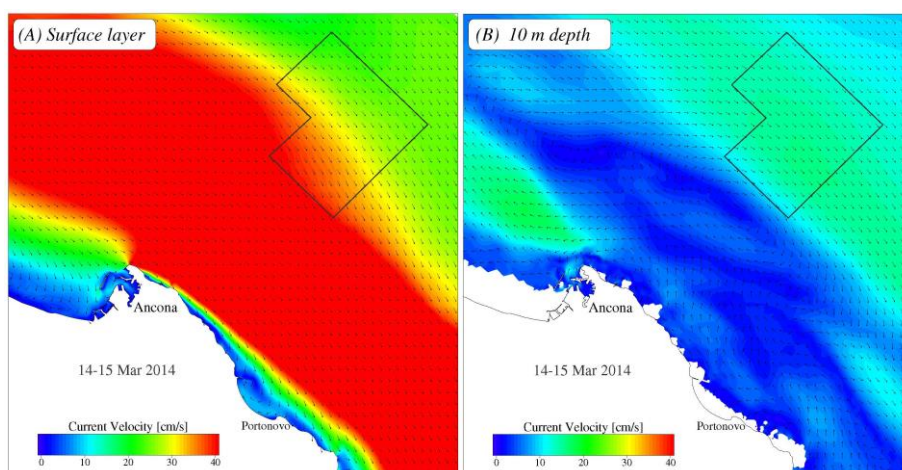 (A) Surface layer
Ancona
14-15 Mar 2014
Portonovo
Current Velocity [cm/s]
0 10 20 30 40
(B) 10 m depth
Ancona
14-15 Mar 2014
Portonovo
Current Velocity [cm/s]
0 10 20 30 40